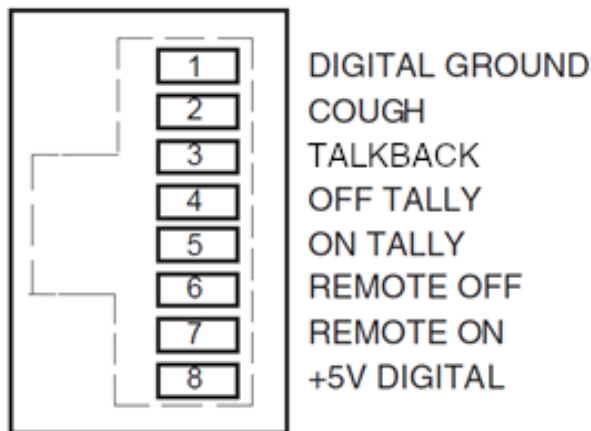 1 DIGITAL GROUND
2 COUGH
3 TALKBACK
4 OFF TALLY
5 ON TALLY
6 REMOTE OFF
7 REMOTE ON
8 +5V DIGITAL